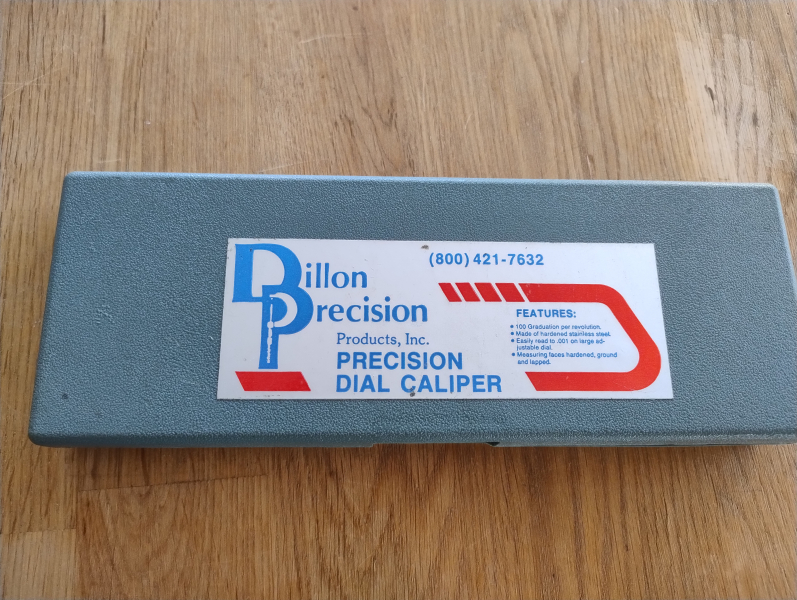 (800) 421-7632
Dillon
Precision
Products, Inc.
PRECISION
DIAL CALIPER
FEATURES:
• 100 Graduation per revolution.
• Made of hardened stainless steel.
• Easily read to .001 on large ad-
justable dial.
• Measuring faces hardened, ground
and lapped.